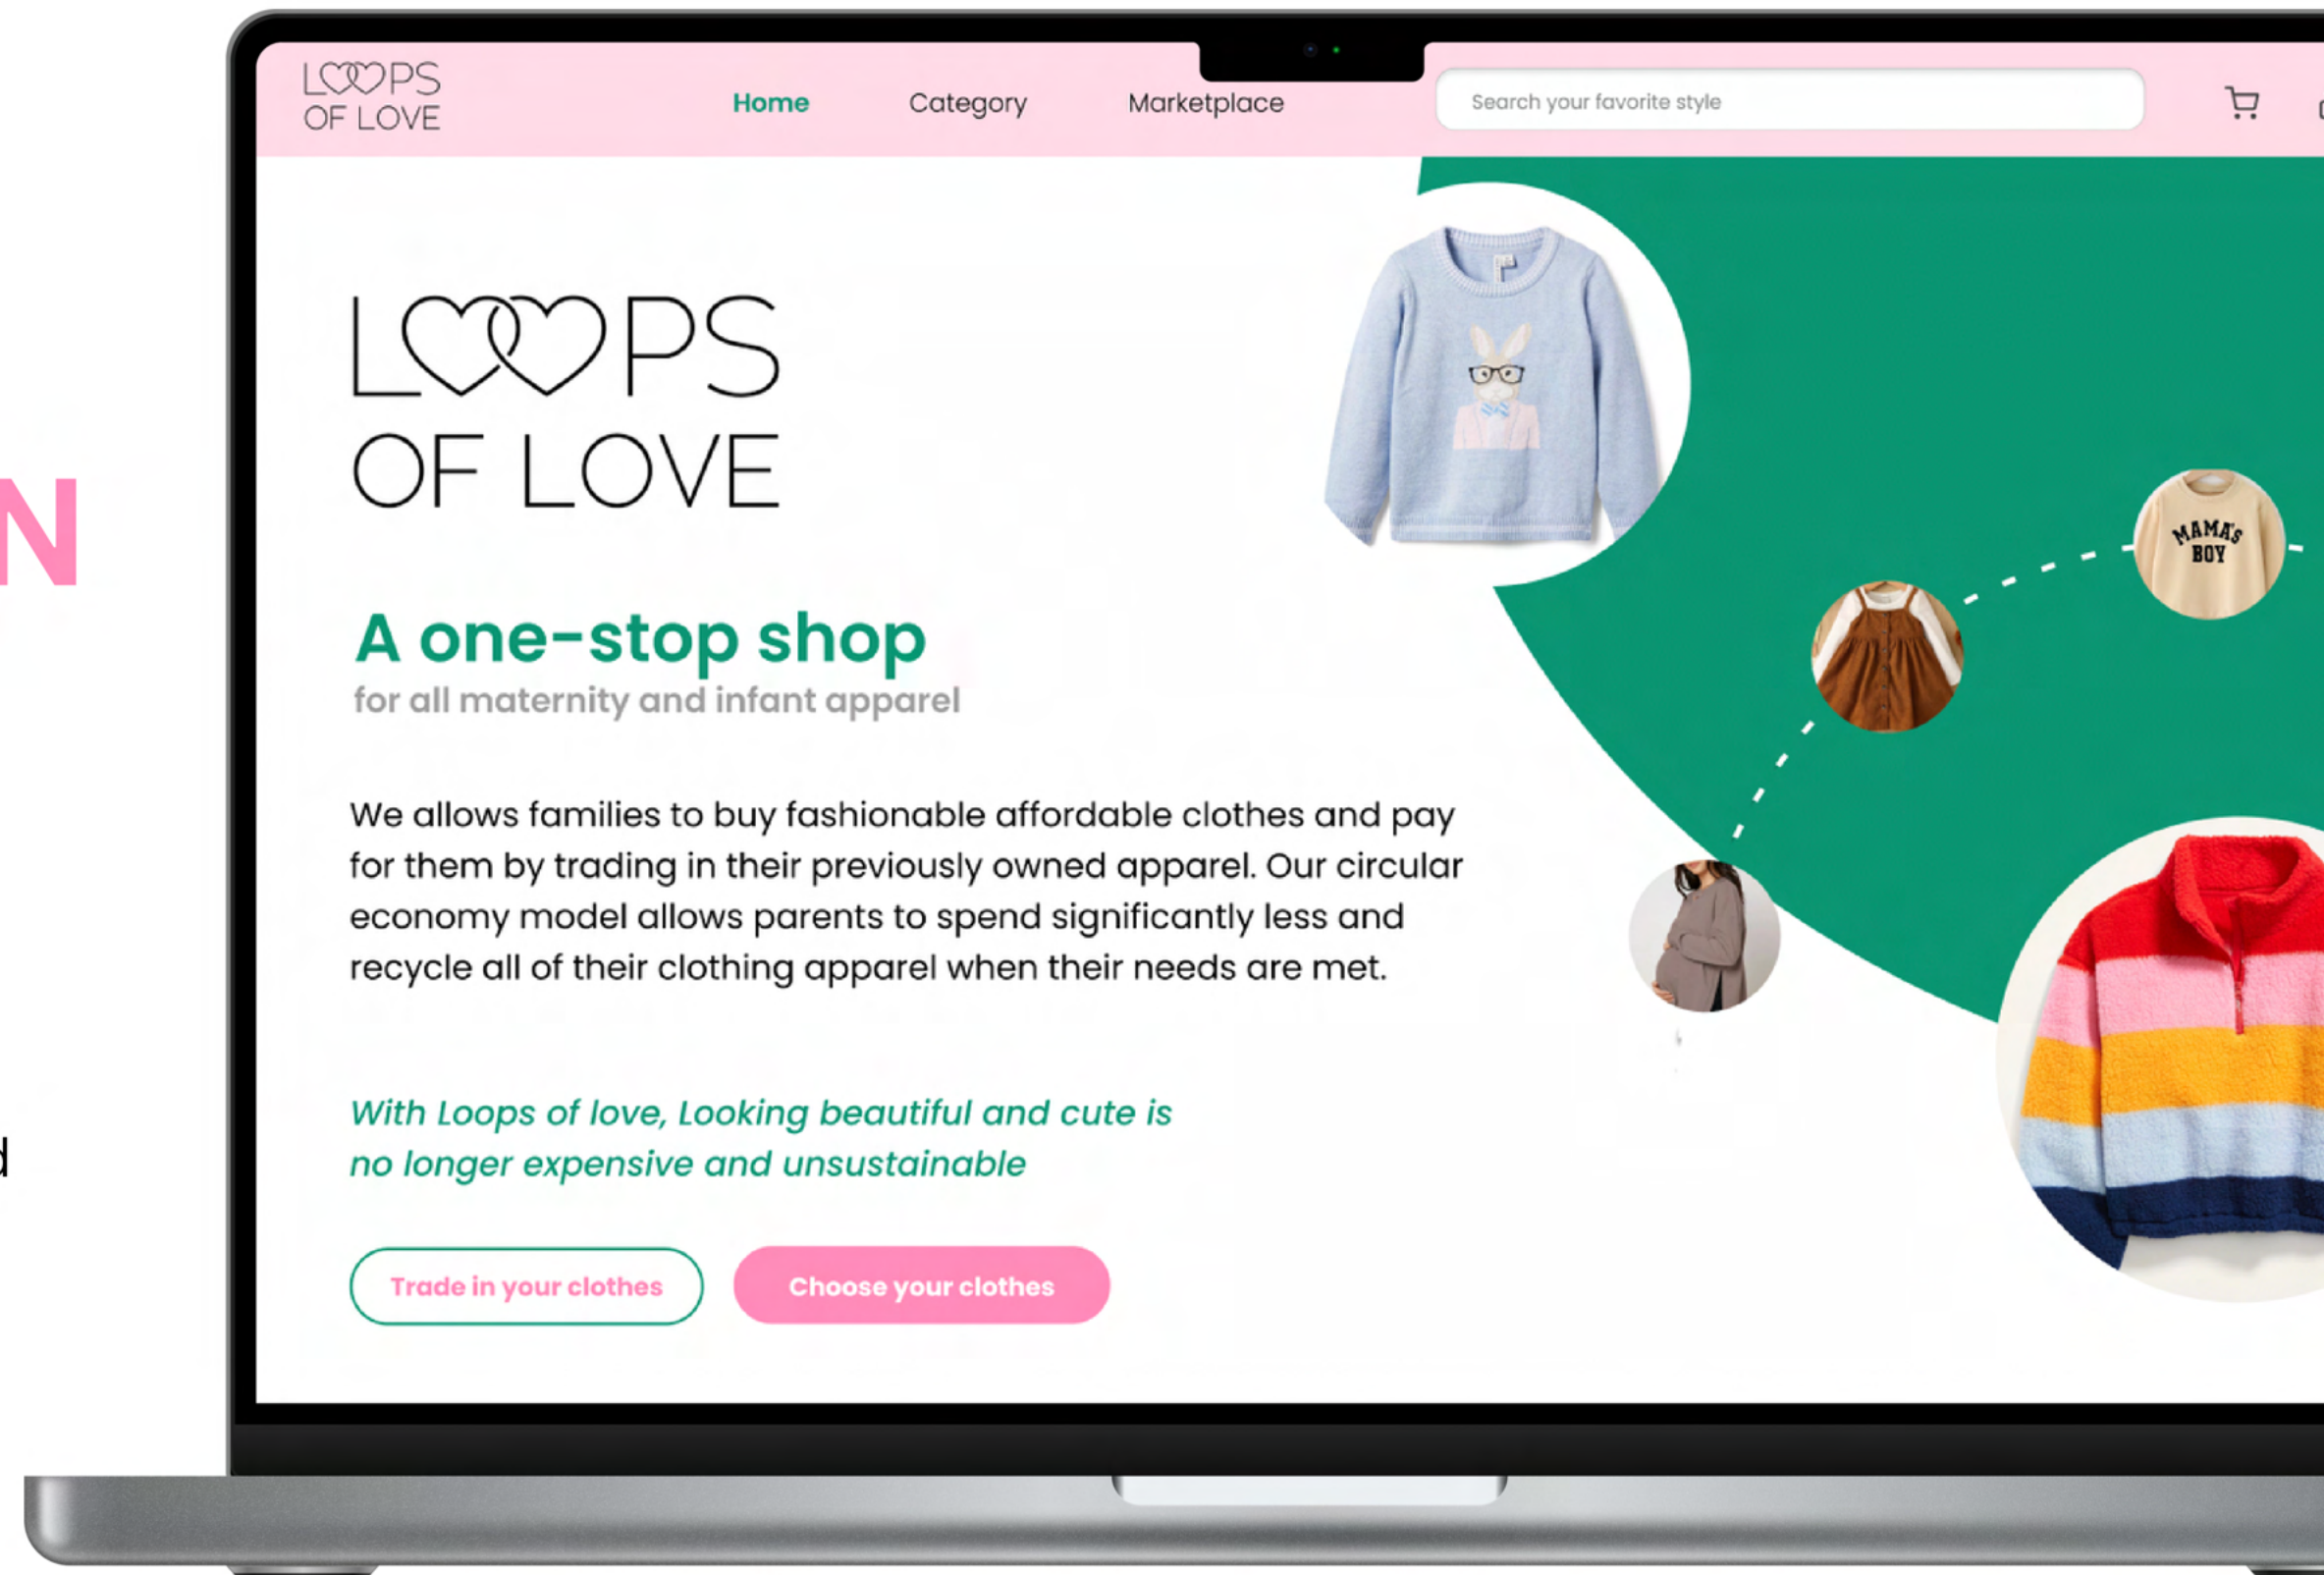 LOOPS
OF LOVE
Home
Category
Marketplace
Search your favorite style
LOOPS
OF LOVE
N
A one-stop shop
for all maternity and infant apparel
MAMA'S
BOY
We allows families to buy fashionable affordable clothes and pay
for them by trading in their previously owned apparel. Our circular
economy model allows parents to spend significantly less and
recycle all of their clothing apparel when their needs are met.
With Loops of love, Looking beautiful and cute is
no longer expensive and unsustainable
d
Trade in your clothes
Choose your clothes